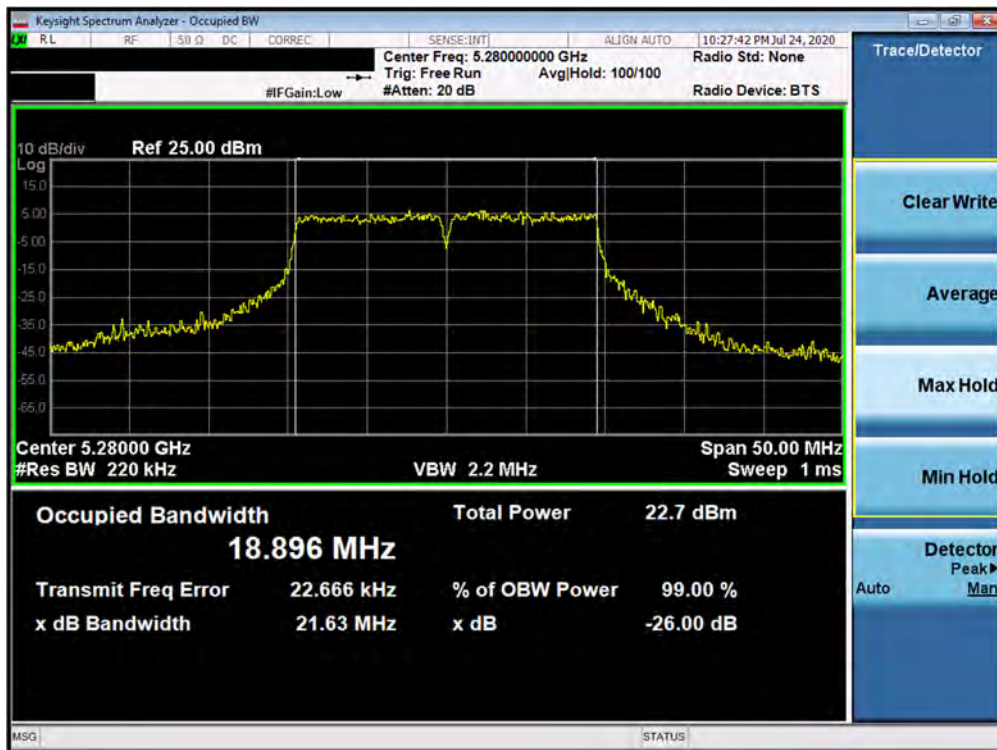 Keysight Spectrum Analyzer - Occupied BW
LXI RL RF 50 Ω DC CORREC SENSE:INT ALIGN AUTO 10:27:42 PM Jul 24, 2020
Center Freq: 5.280000000 GHz Radio Std: None
Trig: Free Run Avg|Hold: 100/100
#IFGain:Low #Atten: 20 dB Radio Device: BTS
Trace/Detector
10 dB/div Ref 25.00 dBm
Log
15.0
5.00
-5.00
-15.0
-25.0
-35.0
-45.0
-55.0
-65.0
Center 5.28000 GHz Span 50.00 MHz
#Res BW 220 kHz VBW 2.2 MHz Sweep 1 ms
Occupied Bandwidth Total Power 22.7 dBm
18.896 MHz
Transmit Freq Error 22.666 kHz % of OBW Power 99.00 %
x dB Bandwidth 21.63 MHz x dB -26.00 dB
Clear Write
Average
Max Hold
Min Hold
Detector
Peak▶
Auto Man
MSG STATUS